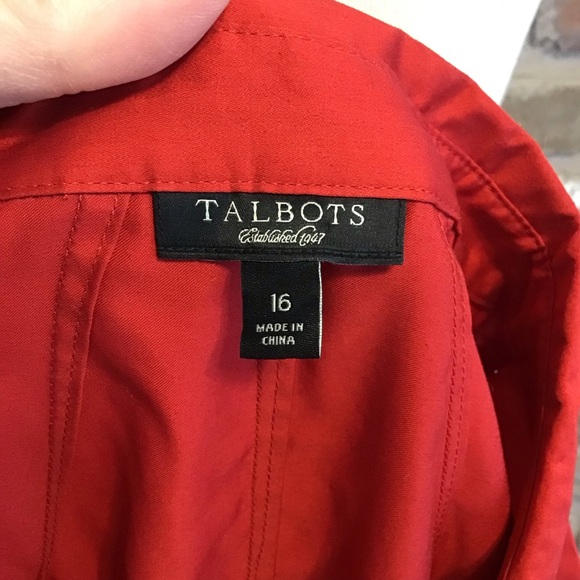 TALBOTS
Established 1947
16
MADE IN
CHINA